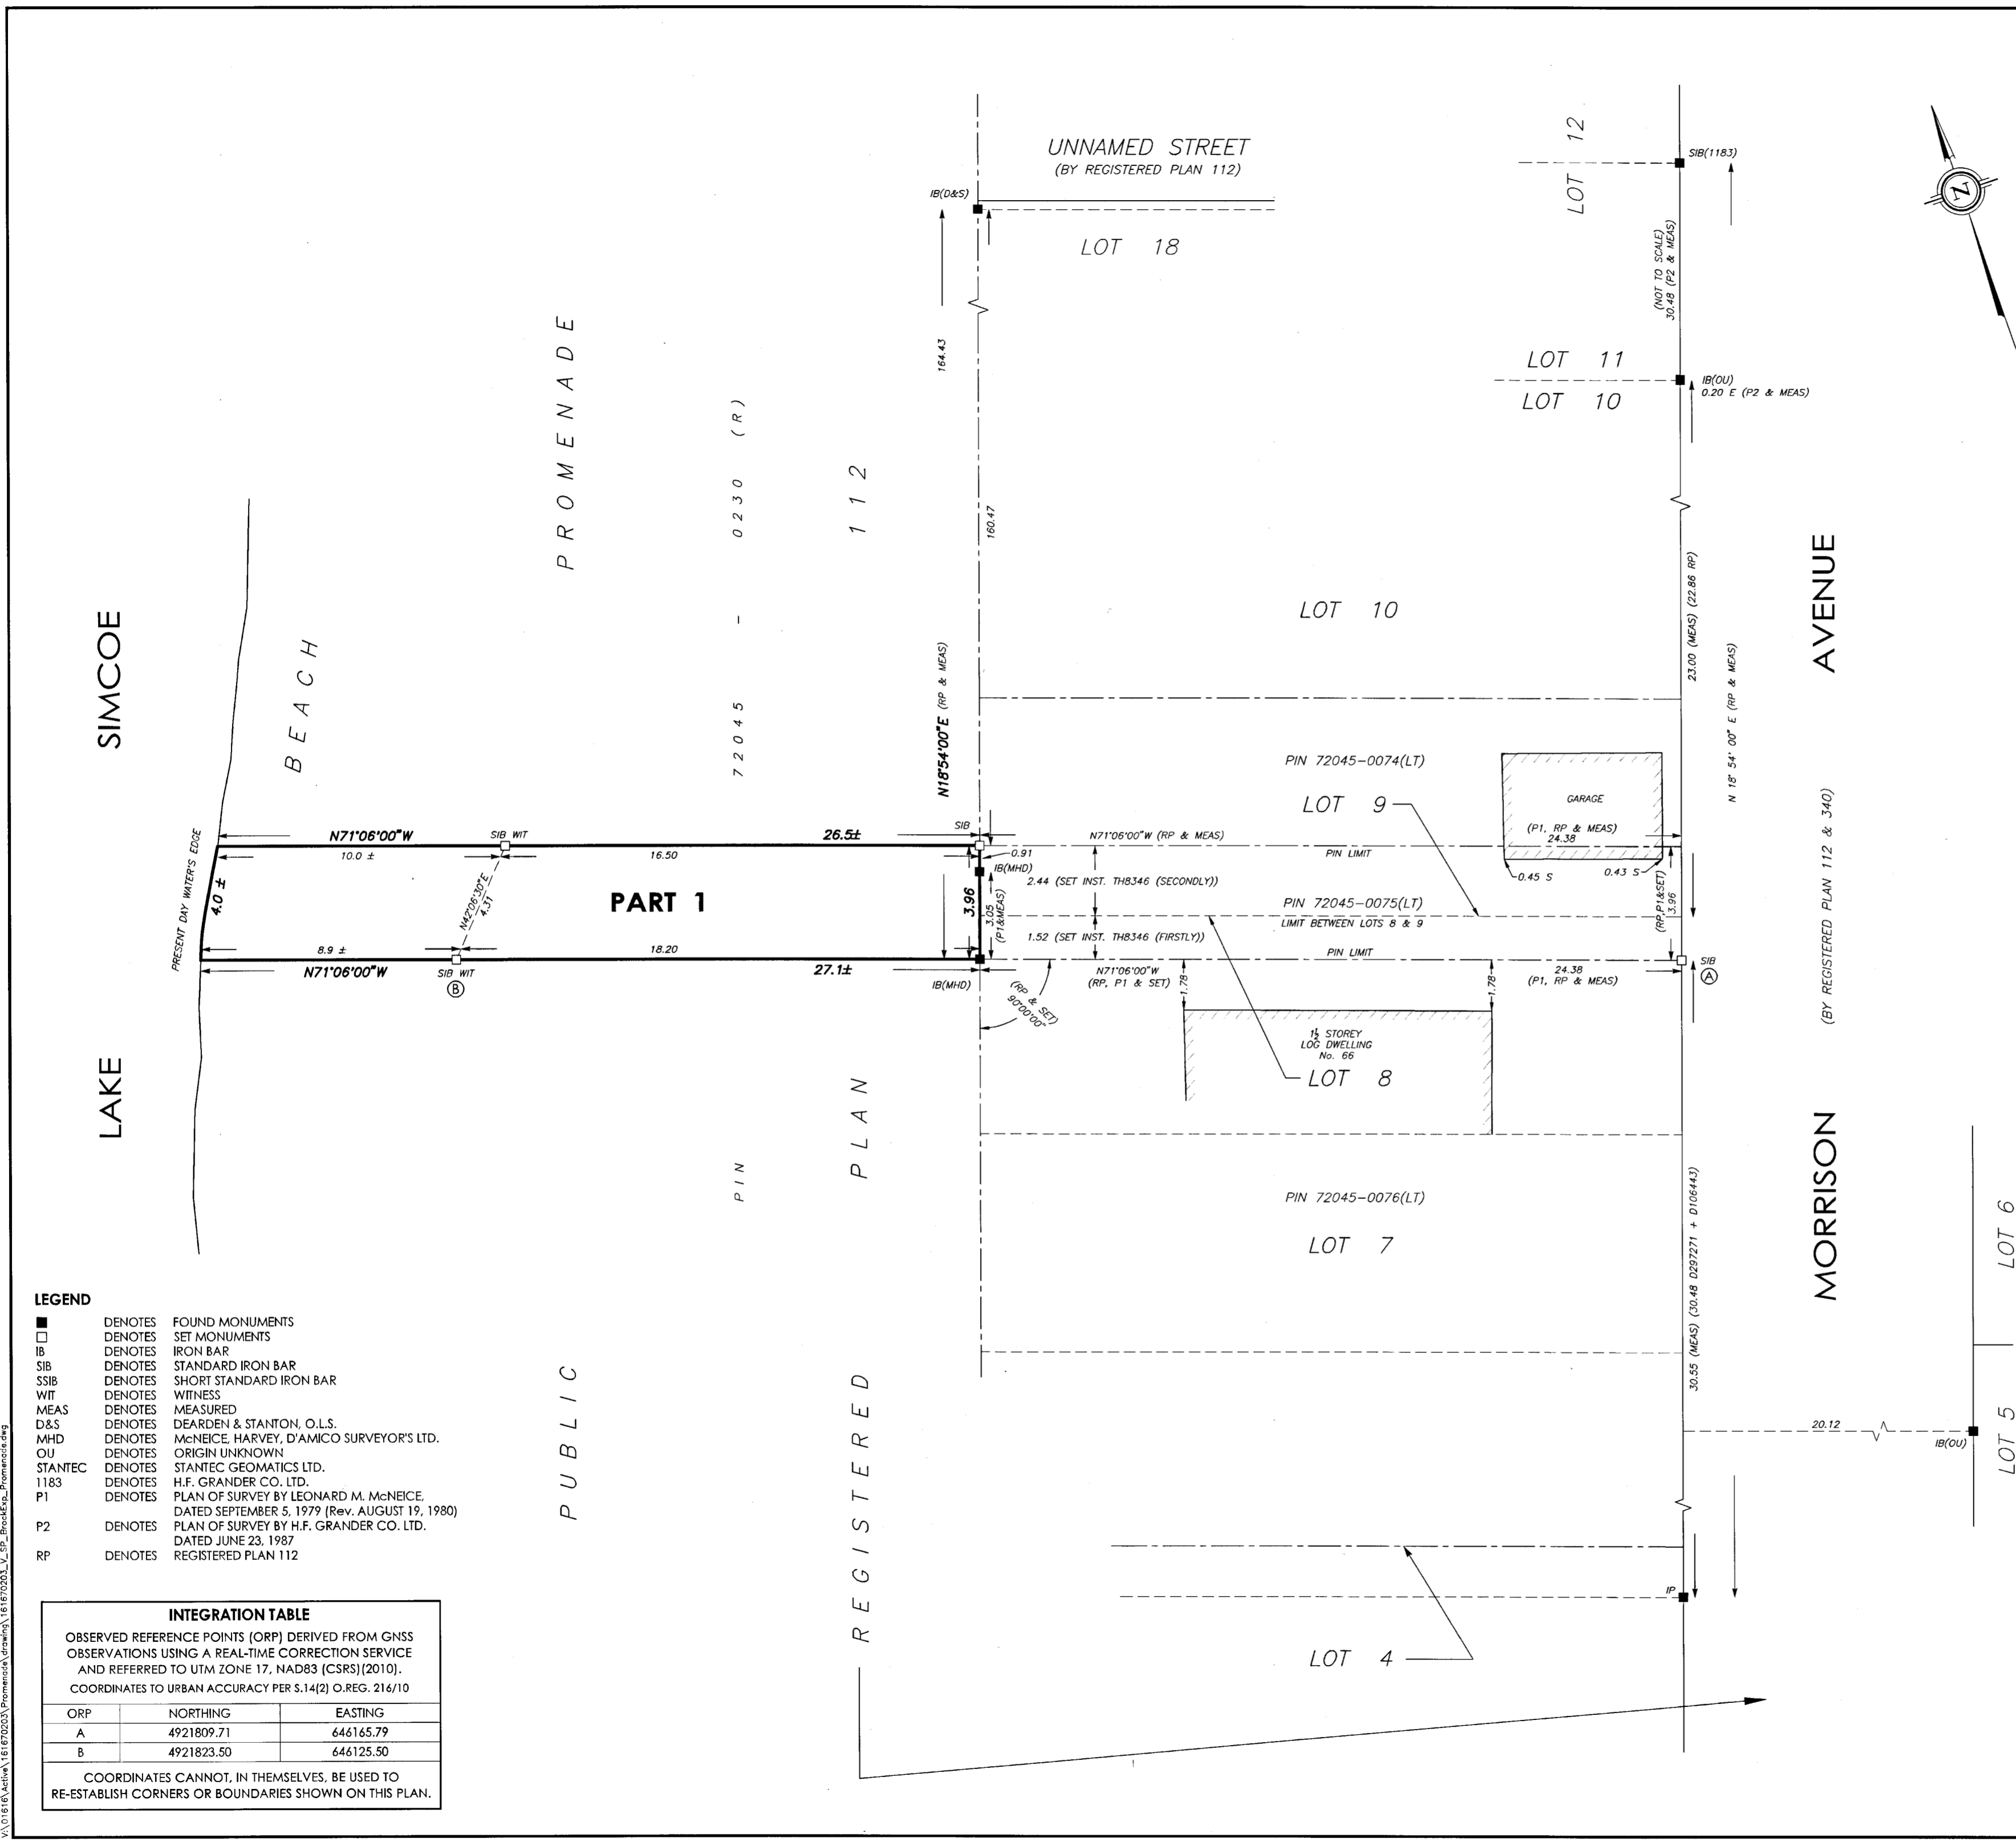 UNNAMED STREET
(BY REGISTERED PLAN 112)
IB(D&S)
LOT 18
LOT 12
SIB(1183)
(NOT TO SCALE)
30.48 (P2 & MEAS)
N
LOT 11
IB(OU)
0.20 E (P2 & MEAS)
LOT 10
164.43
160.47
PROMENADE
72045 - 0230 (R)
112
LOT 10
23.00 (MEAS) (22.86 RP)
N 18° 54' 00" E (RP & MEAS)
AVENUE
SIMCOE
BEACH
N18°54'00"E (RP & MEAS)
PIN 72045-0074(LT)
LOT 9
GARAGE
(P1, RP & MEAS)
24.38
0.45 S
0.43 S
(BY REGISTERED PLAN 112 & 340)
PRESENT DAY WATER'S EDGE
N71°06'00"W
SIB WIT
26.5±
SIB
N71°06'00"W (RP & MEAS)
10.0 ±
16.50
0.91
PIN LIMIT
IB(MHD)
4.0 ±
N42°06'30"E
4.31
PART 1
3.96
3.05
(P1&MEAS)
2.44 (SET INST. TH8346 (SECONDLY))
PIN 72045-0075(LT)
LIMIT BETWEEN LOTS 8 & 9
(RP,P1&SET)
3.96
1.52 (SET INST. TH8346 (FIRSTLY))
PIN LIMIT
8.9 ±
18.20
N71°06'00"W
SIB WIT
B
27.1±
IB(MHD)
(RP & SET)
90°00'00"
N71°06'00"W
(RP, P1 & SET)
1.78
1.78
24.38
(P1, RP & MEAS)
SIB
A
1½ STOREY
LOG DWELLING
No. 66
LOT 8
LAKE
PLAN
PIN
PIN 72045-0076(LT)
LOT 7
30.55 (MEAS) (30.48 D297271 + D106443)
MORRISON
LOT 6
LOT 5
20.12
IB(OU)
PUBLIC
REGISTERED
IP
LOT 4
LEGEND
■ DENOTES FOUND MONUMENTS
□ DENOTES SET MONUMENTS
IB DENOTES IRON BAR
SIB DENOTES STANDARD IRON BAR
SSIB DENOTES SHORT STANDARD IRON BAR
WIT DENOTES WITNESS
MEAS DENOTES MEASURED
D&S DENOTES DEARDEN & STANTON, O.L.S.
MHD DENOTES McNEICE, HARVEY, D'AMICO SURVEYOR'S LTD.
OU DENOTES ORIGIN UNKNOWN
STANTEC DENOTES STANTEC GEOMATICS LTD.
1183 DENOTES H.F. GRANDER CO. LTD.
P1 DENOTES PLAN OF SURVEY BY LEONARD M. McNEICE,
DATED SEPTEMBER 5, 1979 (Rev. AUGUST 19, 1980)
P2 DENOTES PLAN OF SURVEY BY H.F. GRANDER CO. LTD.
DATED JUNE 23, 1987
RP DENOTES REGISTERED PLAN 112
INTEGRATION TABLE
OBSERVED REFERENCE POINTS (ORP) DERIVED FROM GNSS
OBSERVATIONS USING A REAL-TIME CORRECTION SERVICE
AND REFERRED TO UTM ZONE 17, NAD83 (CSRS)(2010).
COORDINATES TO URBAN ACCURACY PER S.14(2) O.REG. 216/10
ORP NORTHING EASTING
A 4921809.71 646165.79
B 4921823.50 646125.50
COORDINATES CANNOT, IN THEMSELVES, BE USED TO
RE-ESTABLISH CORNERS OR BOUNDARIES SHOWN ON THIS PLAN.
V:\01616\Active\161670203\Promenade\drawing\161670203_V_SP_BrockExp_Promenade.dwg